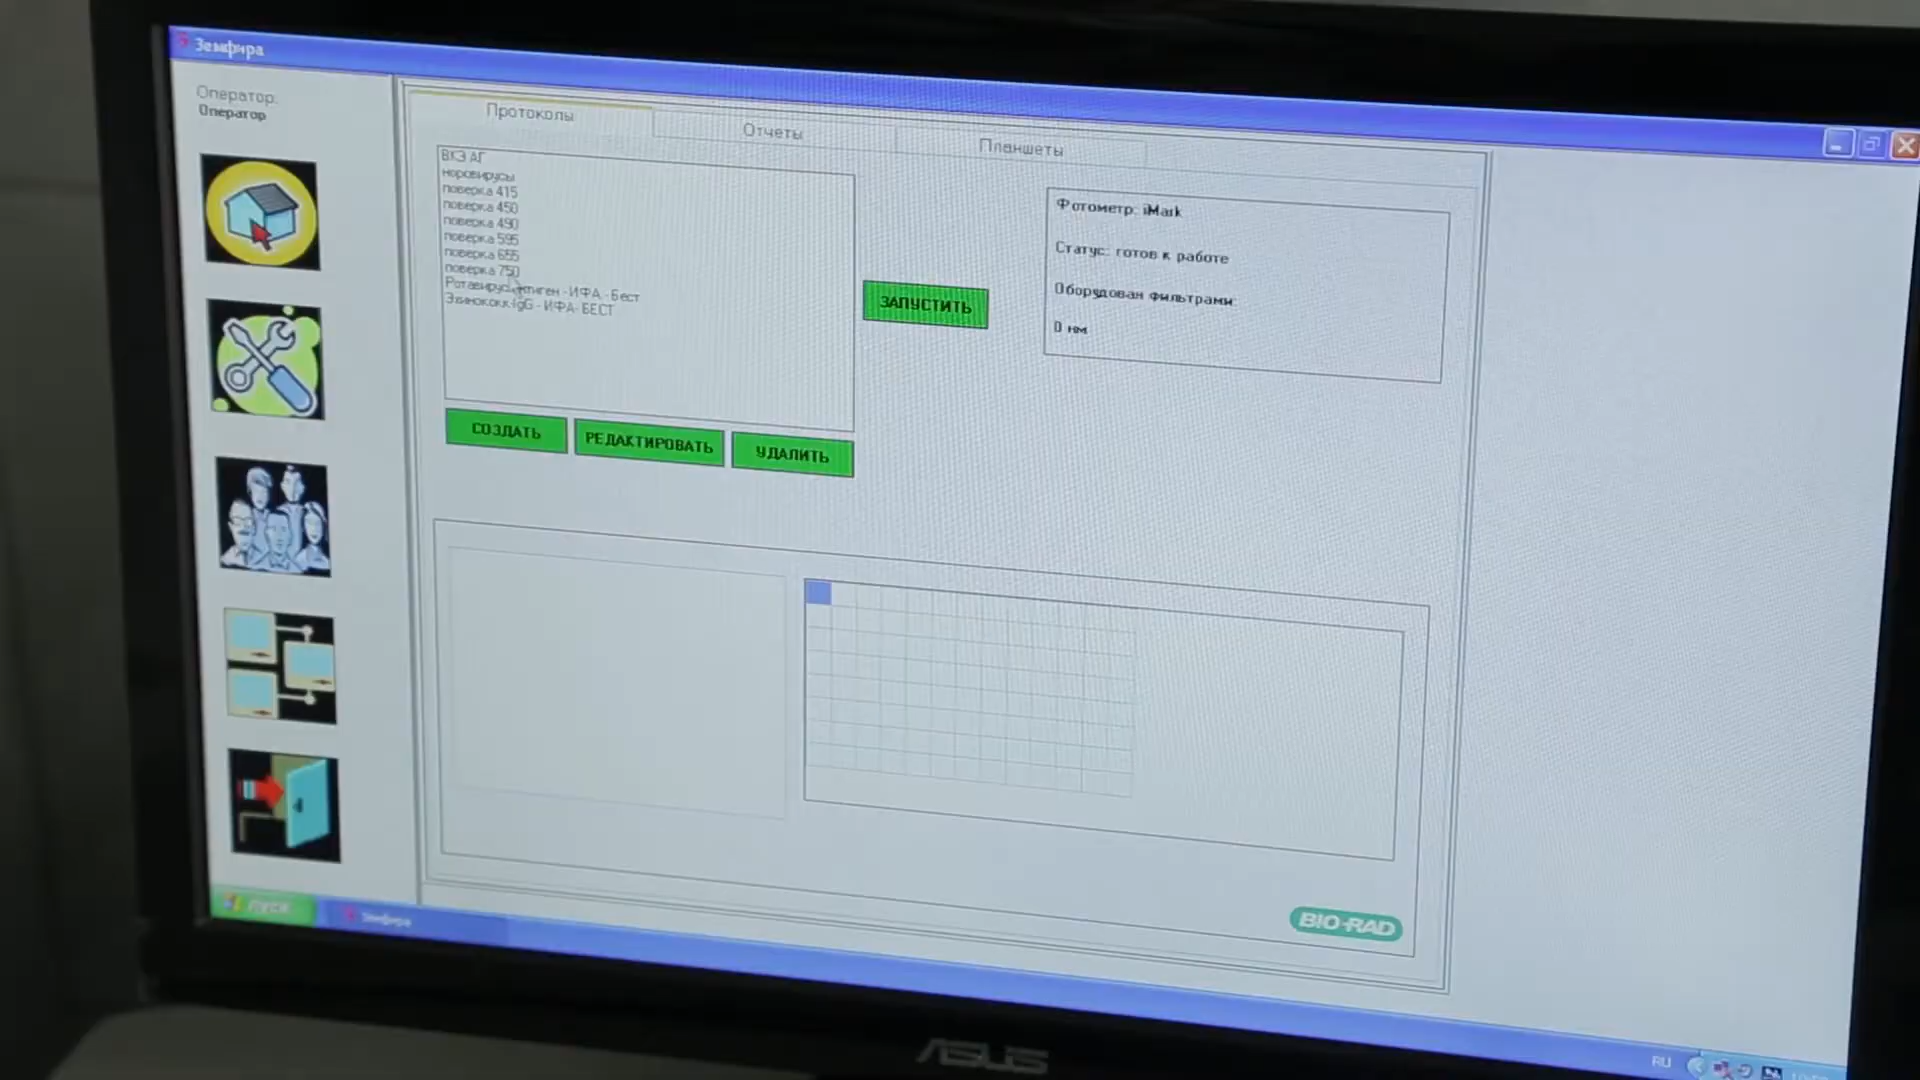 Земфира
Оператор:
Оператор
Протоколы
Отчеты
Планшеты
ВКЭ АГ
норовирусы
поверка 415
поверка 450
поверка 490
поверка 595
поверка 655
поверка 750
- ИФА - Бест
Эхинококк-IgG - ИФА- БЕСТ
ЗАПУСТИТЬ
Фотометр: iMark
Статус: готов к работе
Оборудован фильтрами:
0 нм
СОЗДАТЬ
РЕДАКТИРОВАТЬ
УДАЛИТЬ
BIO-RAD
пуск
Земфира
RU
ASUS